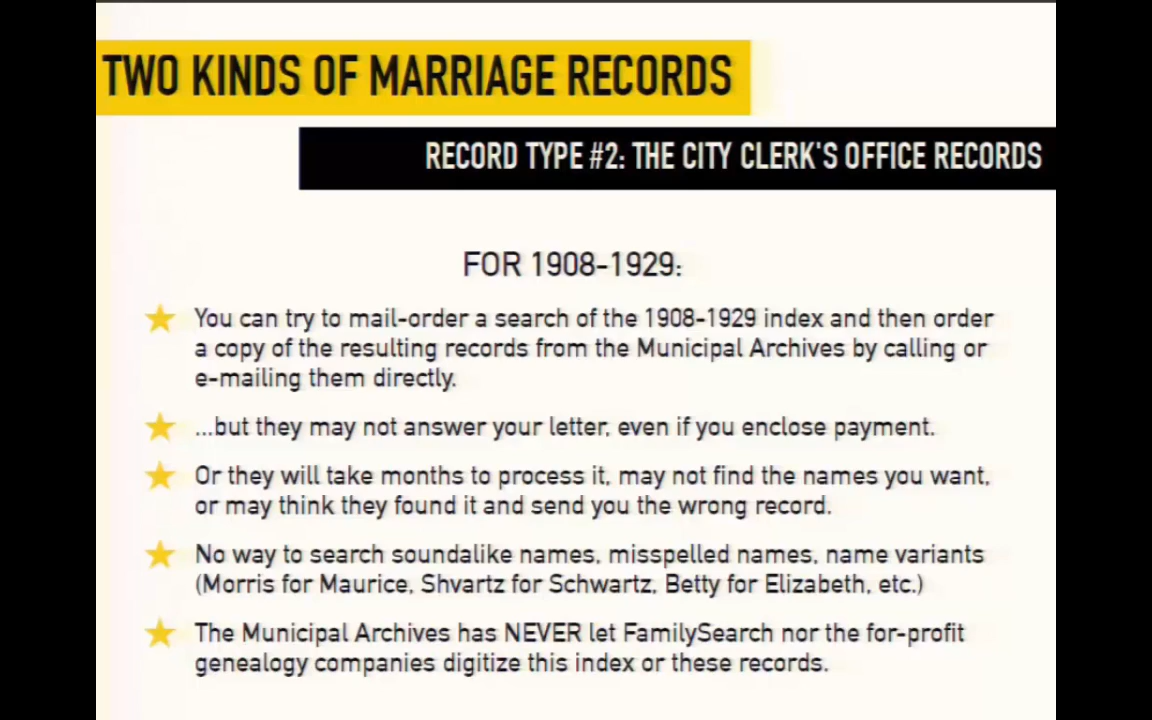 TWO KINDS OF MARRIAGE RECORDS
RECORD TYPE #2: THE CITY CLERK'S OFFICE RECORDS
FOR 1908-1929:
You can try to mail-order a search of the 1908-1929 index and then order
a copy of the resulting records from the Municipal Archives by calling or
e-mailing them directly.
...but they may not answer your letter, even if you enclose payment.
Or they will take months to process it, may not find the names you want,
or may think they found it and send you the wrong record.
No way to search soundalike names, misspelled names, name variants
(Morris for Maurice, Shvartz for Schwartz, Betty for Elizabeth, etc.)
The Municipal Archives has NEVER let FamilySearch nor the for-profit
genealogy companies digitize this index or these records.